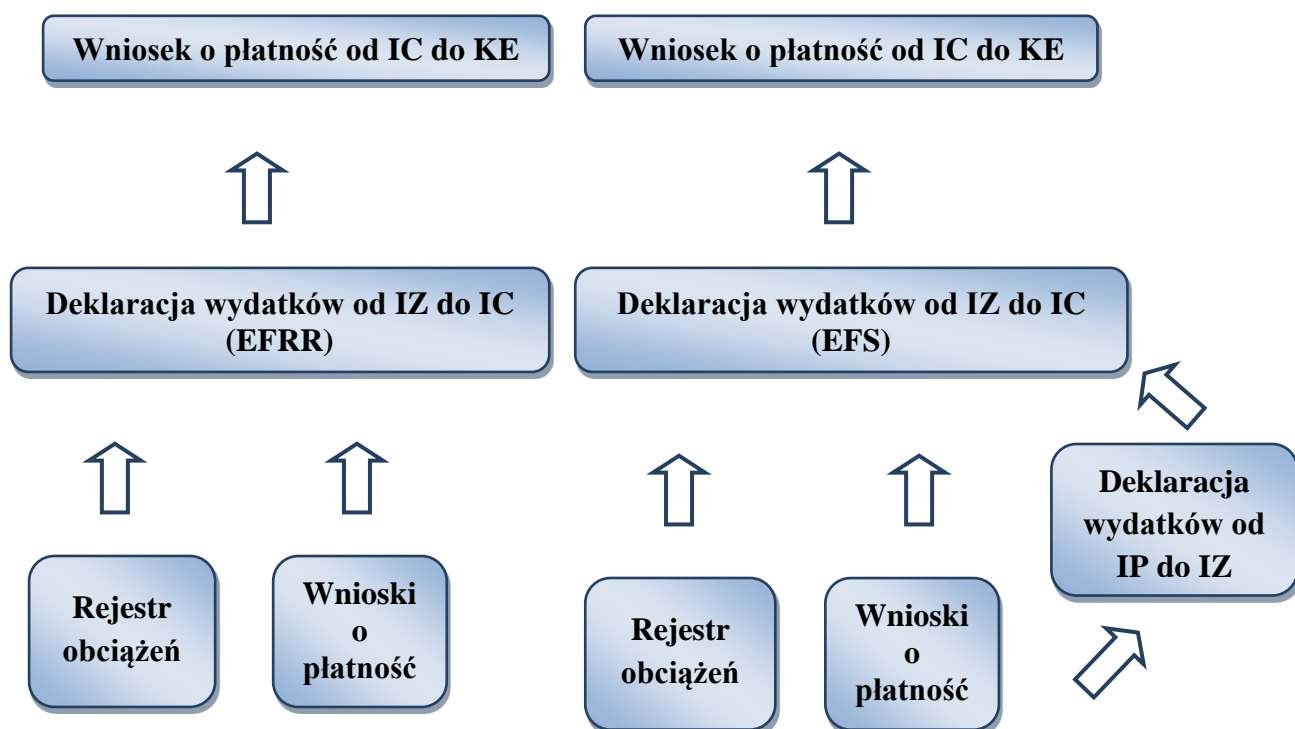 Wniosek o płatność od IC do KE
Wniosek o płatność od IC do KE
Deklaracja wydatków od IZ do IC
(EFRR)
Deklaracja wydatków od IZ do IC
(EFS)
Deklaracja
wydatków od
IP do IZ
Rejestr
obciążeń
Wnioski
o
płatność
Rejestr
obciążeń
Wnioski
o
płatność